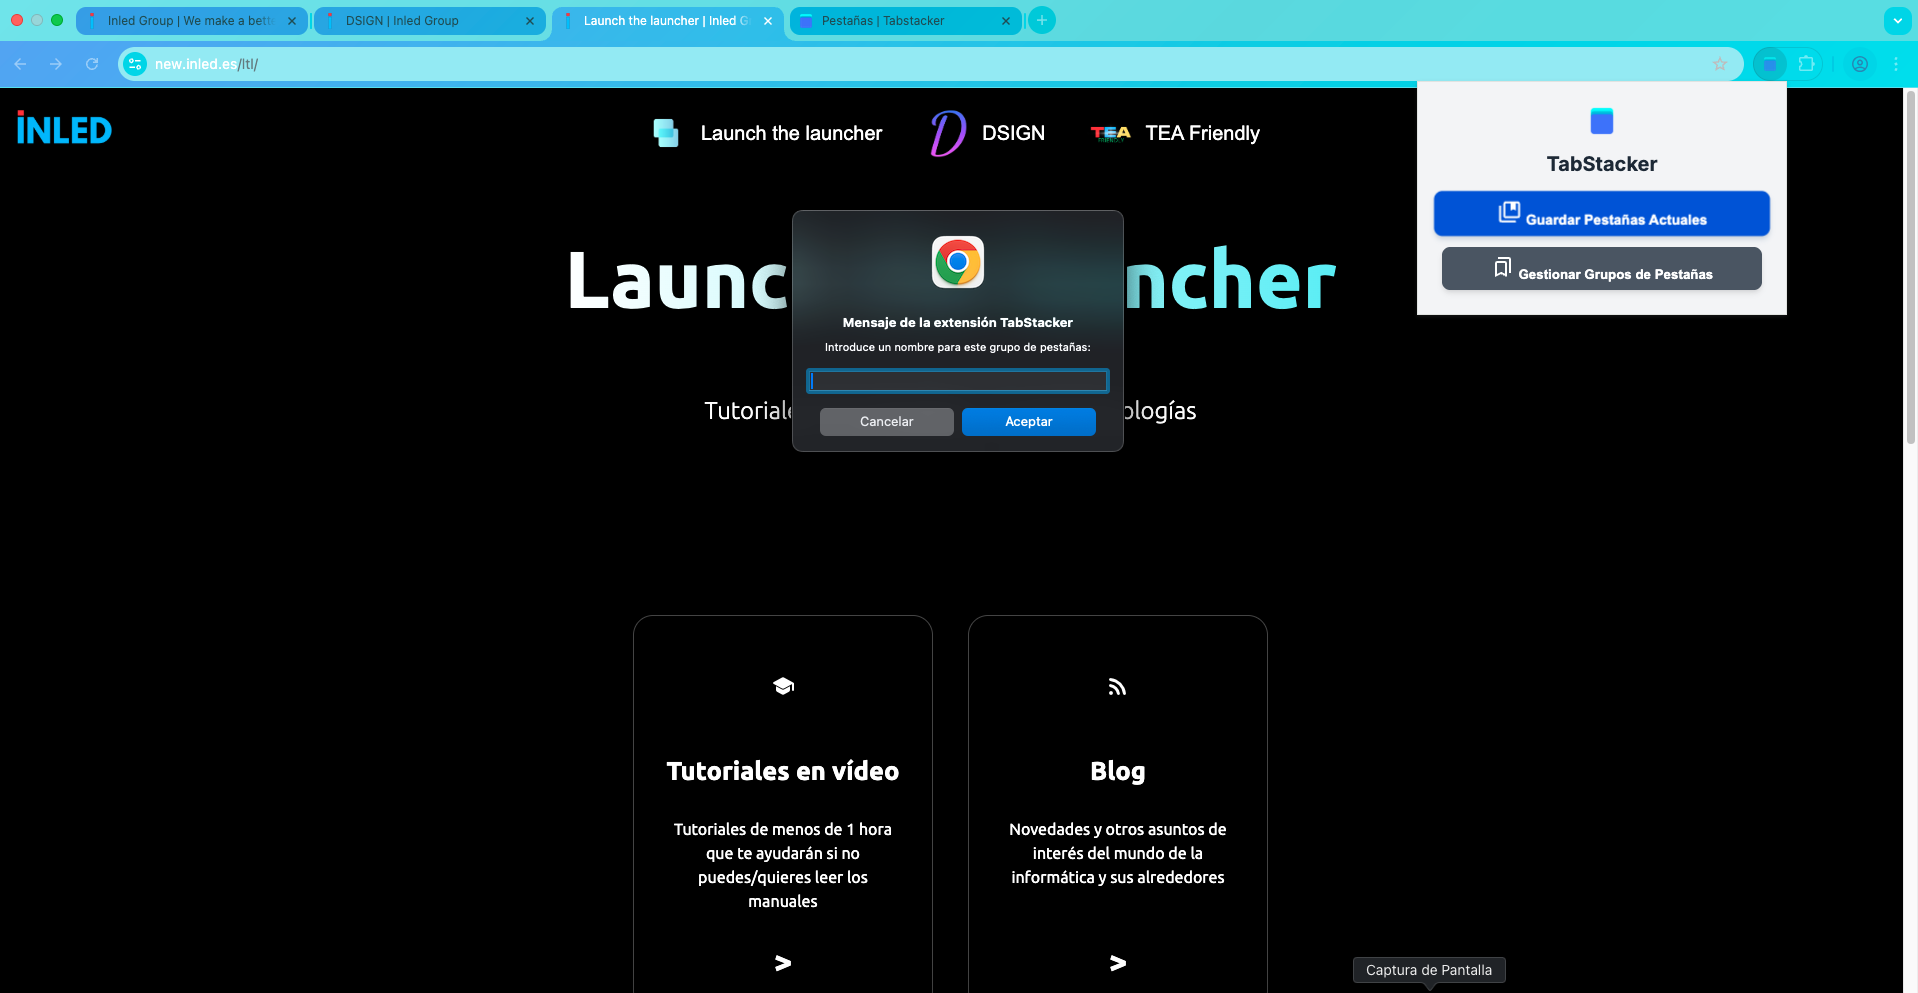 Inled Group | We make a bette
DSIGN | Inled Group
Launch the launcher | Inled G
Pestañas | Tabstacker
new.inled.es/ltl/
INLED
Launch the launcher
DSIGN
TEA FRIENDLY
TEA Friendly
TabStacker
Guardar Pestañas Actuales
Gestionar Grupos de Pestañas
Launc
ncher
Mensaje de la extensión TabStacker
Introduce un nombre para este grupo de pestañas:
Cancelar
Aceptar
Tutoriale
ologías
Tutoriales en vídeo
Tutoriales de menos de 1 hora
que te ayudarán si no
puedes/quieres leer los
manuales
>
Blog
Novedades y otros asuntos de
interés del mundo de la
informática y sus alrededores
>
Captura de Pantalla